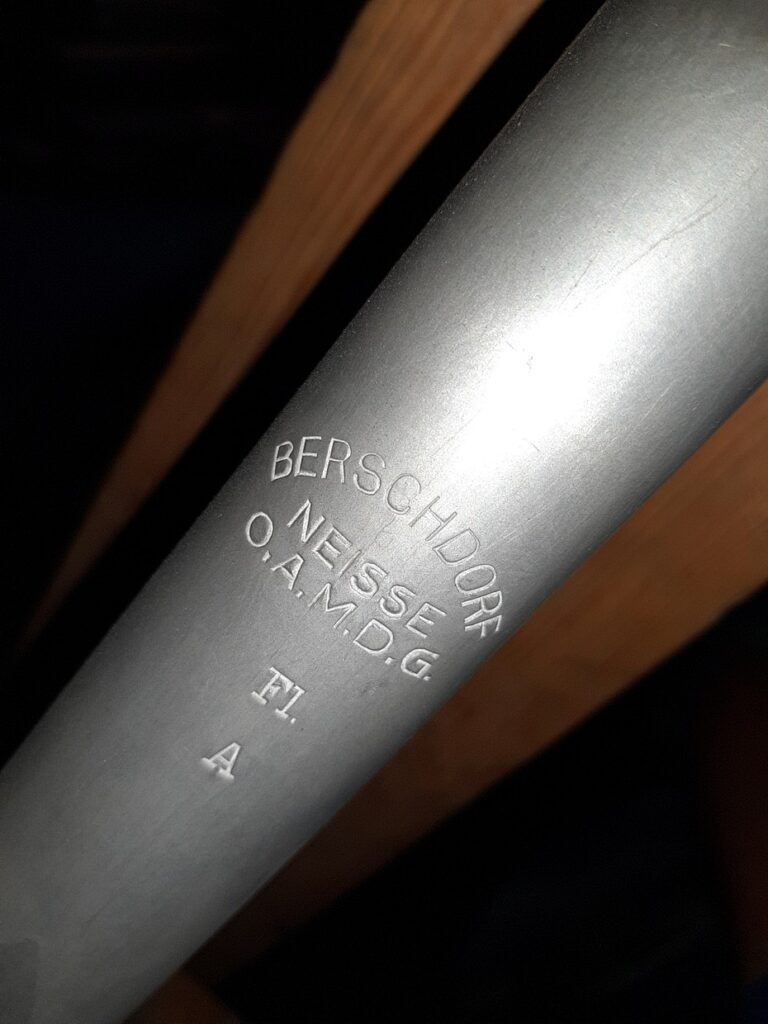 BERSCHDORF
NEISSE
O.A.M.D.G.
Fl.
A